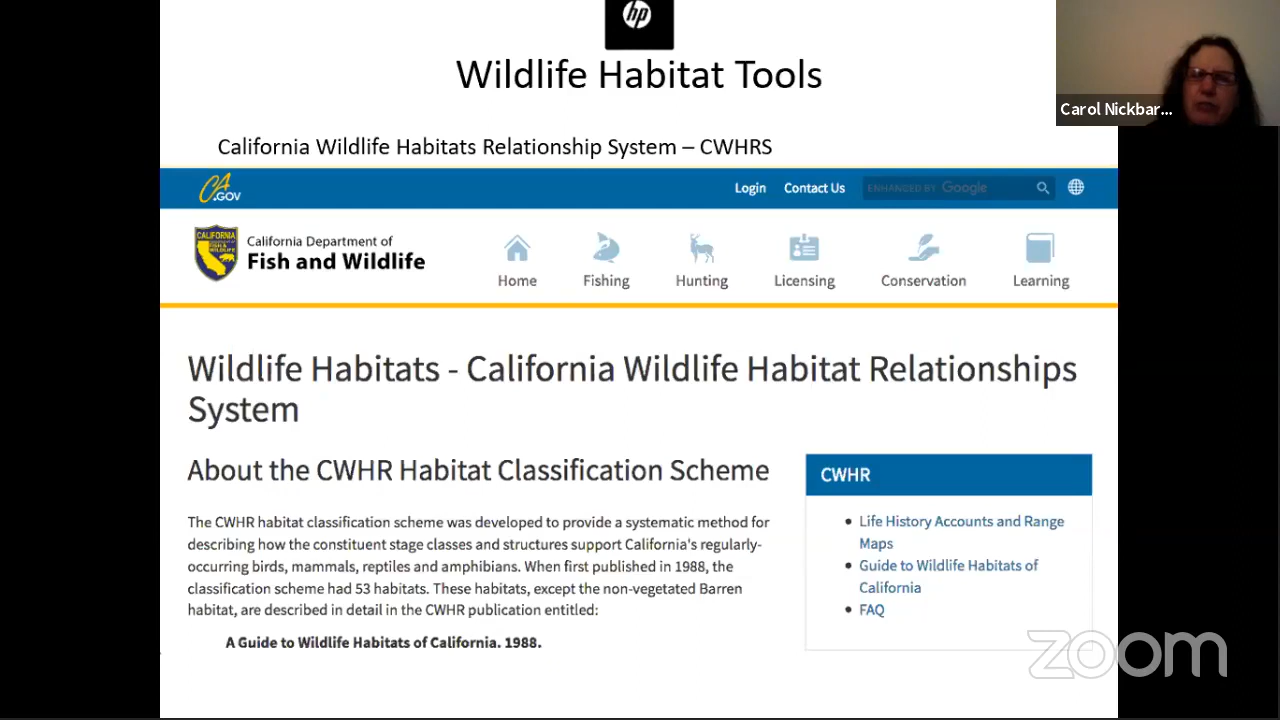 hp
Wildlife Habitat Tools
Carol Nickbar...
California Wildlife Habitats Relationship System – CWHRS
CA
.GOV
Login
Contact Us
ENHANCED BY Google
California Department of
Fish and Wildlife
CALIFORNIA
Home
Fishing
Hunting
Licensing
Conservation
Learning
Wildlife Habitats - California Wildlife Habitat Relationships
System
About the CWHR Habitat Classification Scheme
The CWHR habitat classification scheme was developed to provide a systematic method for
describing how the constituent stage classes and structures support California's regularly-
occurring birds, mammals, reptiles and amphibians. When first published in 1988, the
classification scheme had 53 habitats. These habitats, except the non-vegetated Barren
habitat, are described in detail in the CWHR publication entitled:
A Guide to Wildlife Habitats of California. 1988.
CWHR
Life History Accounts and Range
Maps
Guide to Wildlife Habitats of
California
FAQ
zoom